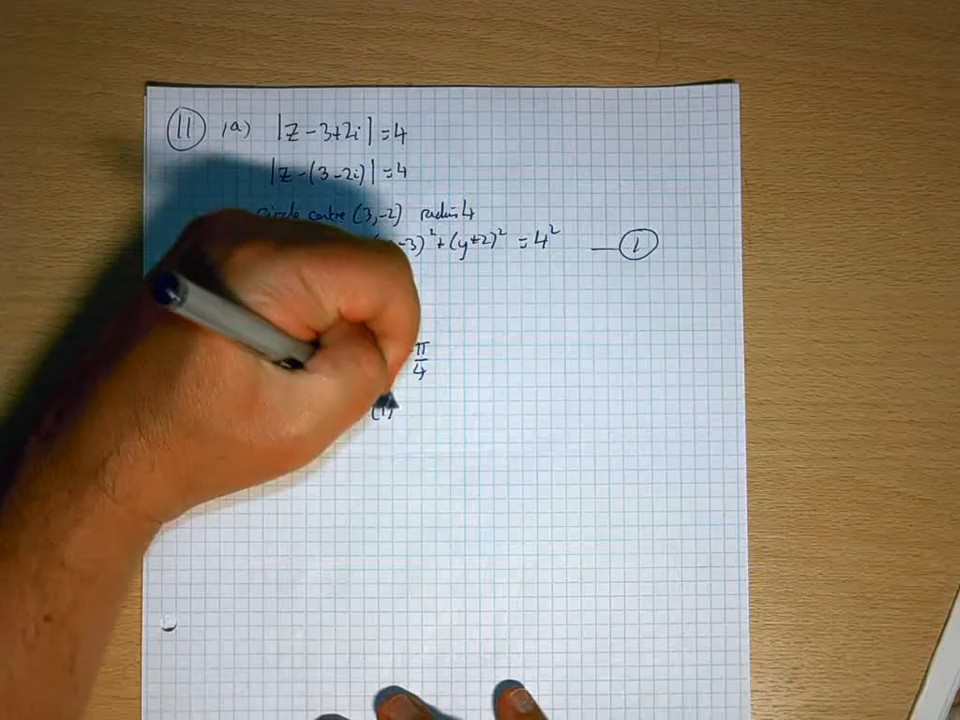 11 (a) |z-3+2i| = 4
|z-(3-2i)| = 4
circle centre (3,-2) radius 4
-3)² + (y+2)² = 4² — 1
π/4
(1)